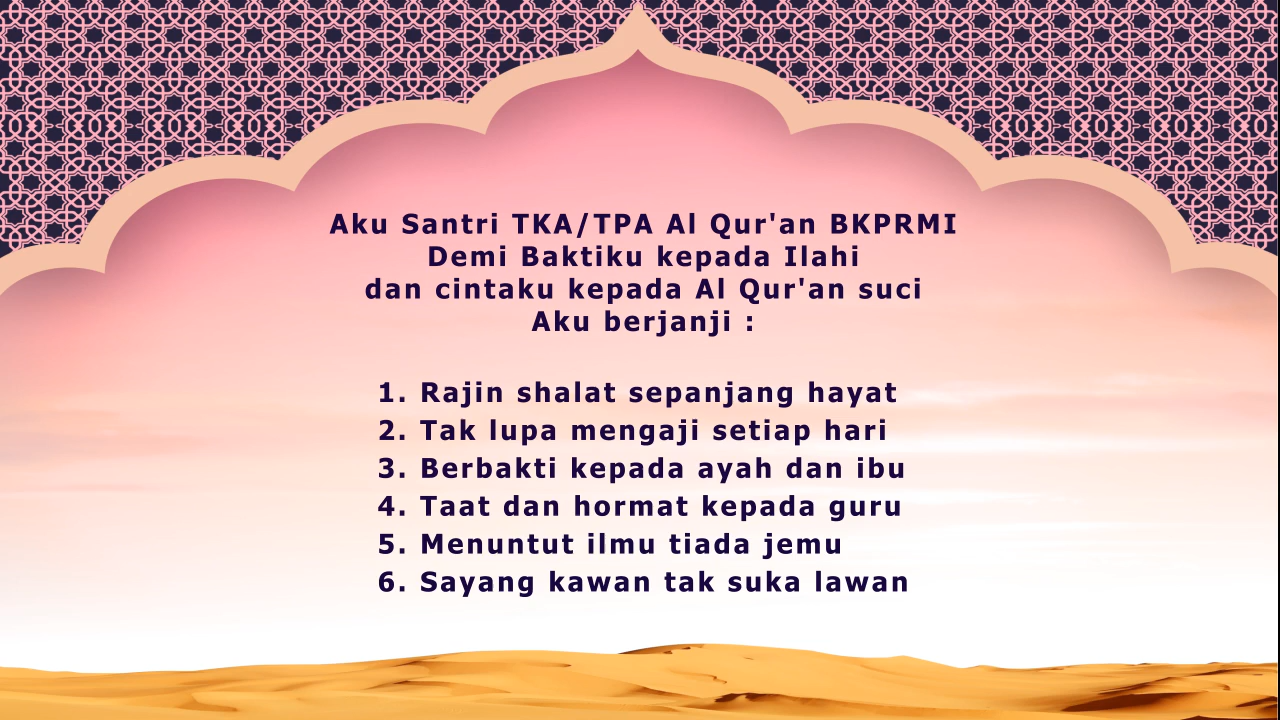 Aku Santri TKA/TPA Al Qur'an BKPRMI
Demi Baktiku kepada Ilahi
dan cintaku kepada Al Qur'an suci
Aku berjanji :
1. Rajin shalat sepanjang hayat
2. Tak lupa mengaji setiap hari
3. Berbakti kepada ayah dan ibu
4. Taat dan hormat kepada guru
5. Menuntut ilmu tiada jemu
6. Sayang kawan tak suka lawan